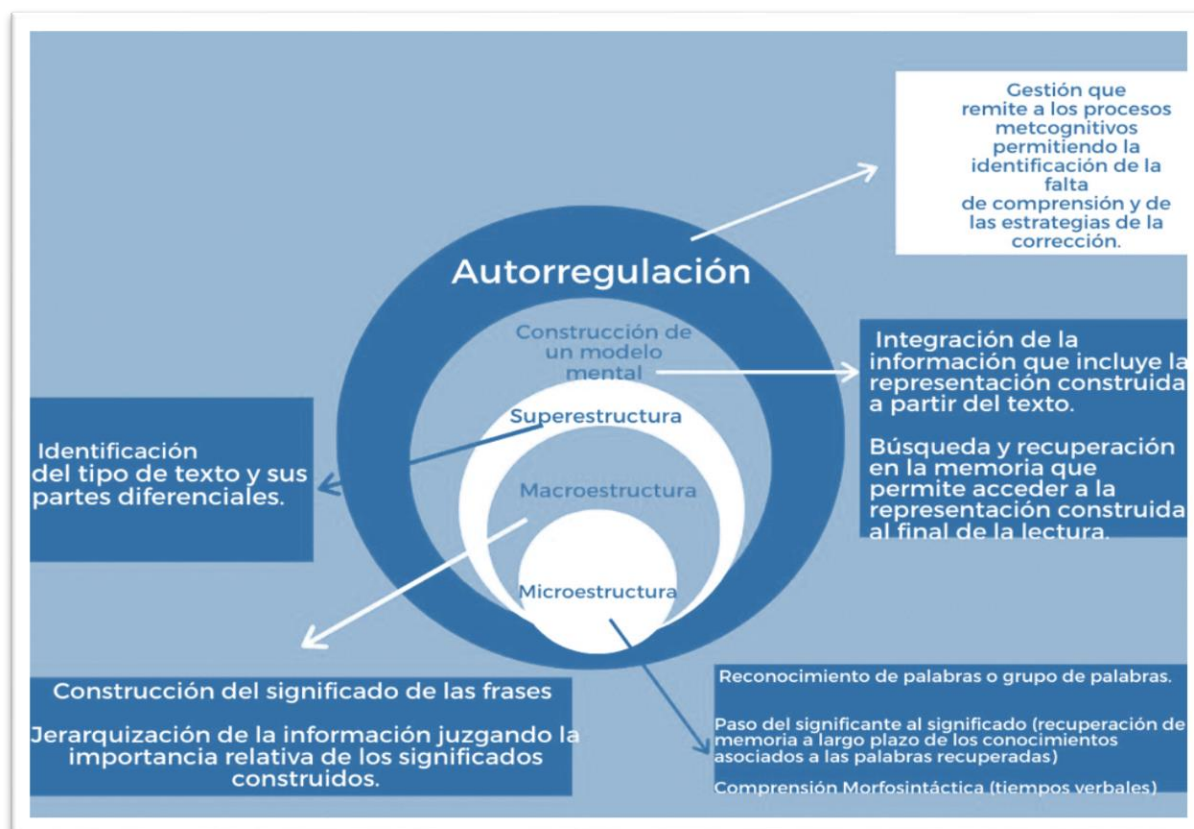 Gestión que
remite a los procesos
metcognitivos
permitiendo la
identificación de la
falta
de comprensión y de
las estrategias de la
corrección.
Autorregulación
Construcción de
un modelo
mental
Integración de la
información que incluye la
representación construida
a partir del texto.
Búsqueda y recuperación
en la memoria que
permite acceder a la
representación construida
al final de la lectura.
Superestructura
Identificación
del tipo de texto y sus
partes diferenciales.
Macroestructura
Microestructura
Construcción del significado de las frases
Jerarquización de la información juzgando la
importancia relativa de los significados
construidos.
Reconocimiento de palabras o grupo de palabras.
Paso del significante al significado (recuperación de
memoria a largo plazo de los conocimientos
asociados a las palabras recuperadas)
Comprensión Morfosintáctica (tiempos verbales)